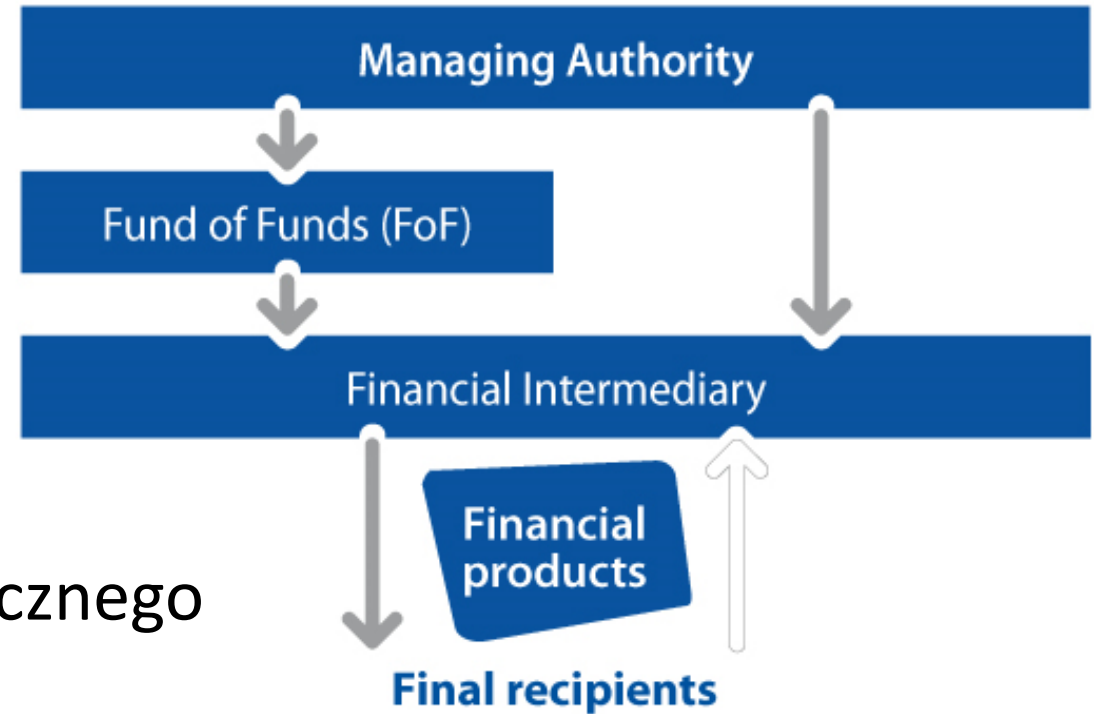 Managing Authority
Fund of Funds (FoF)
Financial Intermediary
Financial
products
cznego
Final recipients